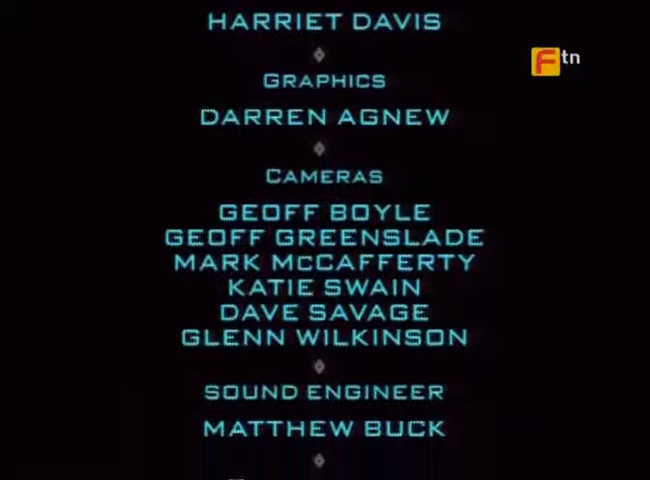 HARRIET DAVIS
Ftn
GRAPHICS
DARREN AGNEW
CAMERAS
GEOFF BOYLE
GEOFF GREENSLADE
MARK MCCAFFERTY
KATIE SWAIN
DAVE SAVAGE
GLENN WILKINSON
SOUND ENGINEER
MATTHEW BUCK